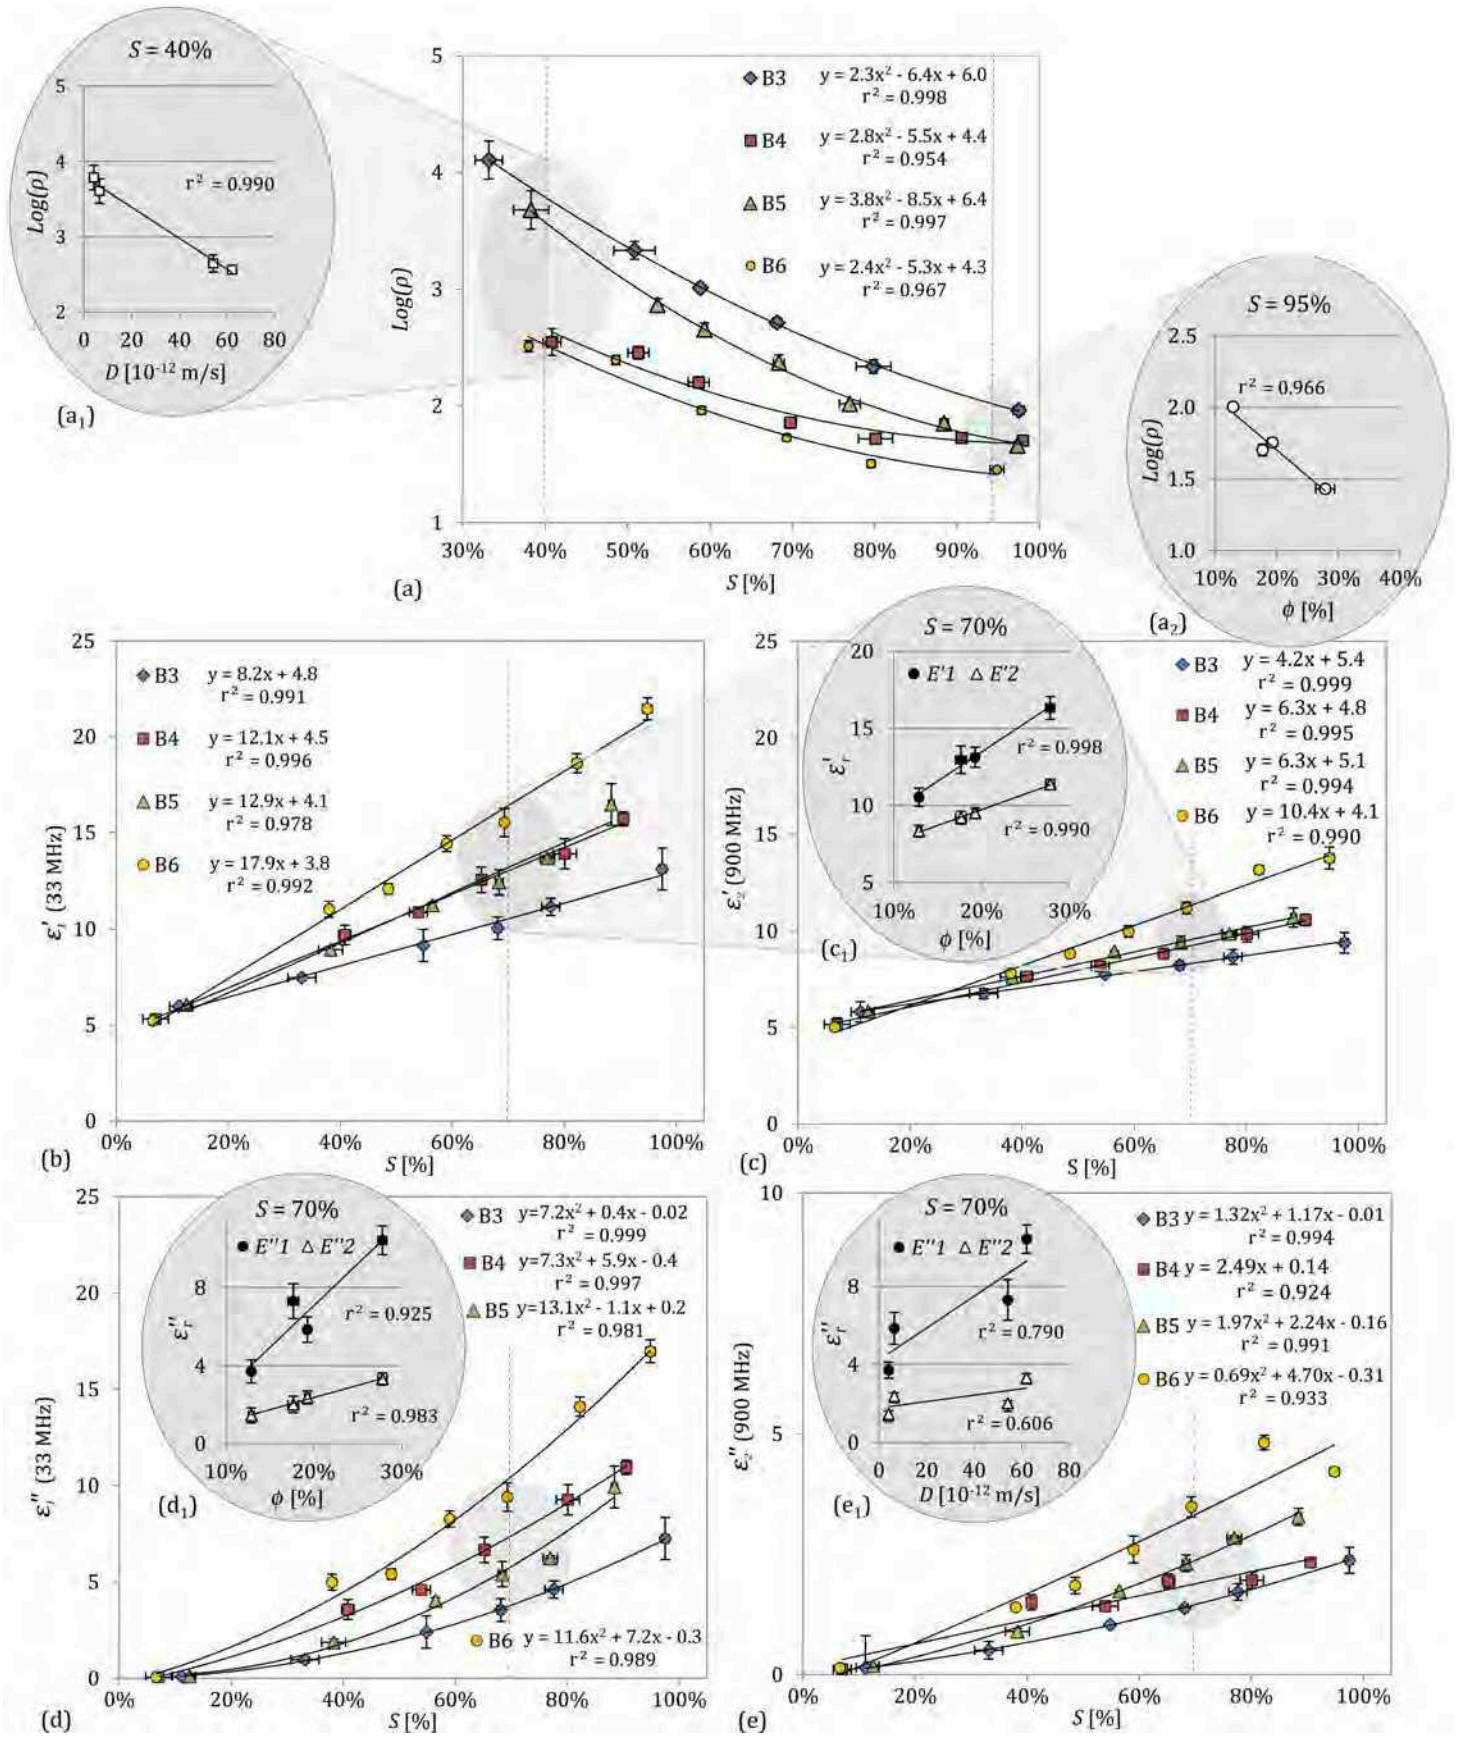 S = 40%
5
4
3
2
Log(ρ)
r² = 0.990
0 20 40 60 80
D [10⁻¹² m/s]
(a₁)
5
4
3
2
1
Log(ρ)
B3 y = 2.3x² - 6.4x + 6.0
r² = 0.998
B4 y = 2.8x² - 5.5x + 4.4
r² = 0.954
B5 y = 3.8x² - 8.5x + 6.4
r² = 0.997
B6 y = 2.4x² - 5.3x + 4.3
r² = 0.967
30% 40% 50% 60% 70% 80% 90% 100%
S [%]
(a)
S = 95%
2.5
2.0
1.5
1.0
Log(ρ)
r² = 0.966
10% 20% 30% 40%
ϕ [%]
(a₂)
25
20
15
10
5
0
ε₁′ (33 MHz)
B3 y = 8.2x + 4.8
r² = 0.991
B4 y = 12.1x + 4.5
r² = 0.996
B5 y = 12.9x + 4.1
r² = 0.978
B6 y = 17.9x + 3.8
r² = 0.992
0% 20% 40% 60% 80% 100%
S [%]
(b)
S = 70%
20
15
10
5
εᵣ′
E'1 E'2
r² = 0.998
r² = 0.990
10% 20% 30%
ϕ [%]
(c₁)
25
20
15
10
5
0
ε₂′ (900 MHz)
B3 y = 4.2x + 5.4
r² = 0.999
B4 y = 6.3x + 4.8
r² = 0.995
B5 y = 6.3x + 5.1
r² = 0.994
B6 y = 10.4x + 4.1
r² = 0.990
0% 20% 40% 60% 80% 100%
S [%]
(c)
25
20
15
10
5
0
ε₁″ (33 MHz)
S = 70%
E''1 E''2
8
4
0
εᵣ″
r² = 0.925
r² = 0.983
10% 20% 30%
ϕ [%]
(d₁)
B3 y=7.2x² + 0.4x - 0.02
r² = 0.999
B4 y=7.3x² + 5.9x - 0.4
r² = 0.997
B5 y=13.1x² - 1.1x + 0.2
r² = 0.981
B6 y = 11.6x² + 7.2x - 0.3
r² = 0.989
0% 20% 40% 60% 80% 100%
S [%]
(d)
10
5
0
ε₂″ (900 MHz)
S = 70%
E''1 E''2
8
4
0
εᵣ″
r² = 0.790
r² = 0.606
0 20 40 60 80
D [10⁻¹² m/s]
(e₁)
B3 y = 1.32x² + 1.17x - 0.01
r² = 0.994
B4 y = 2.49x + 0.14
r² = 0.924
B5 y = 1.97x² + 2.24x - 0.16
r² = 0.991
B6 y = 0.69x² + 4.70x - 0.31
r² = 0.933
0% 20% 40% 60% 80% 100%
S [%]
(e)